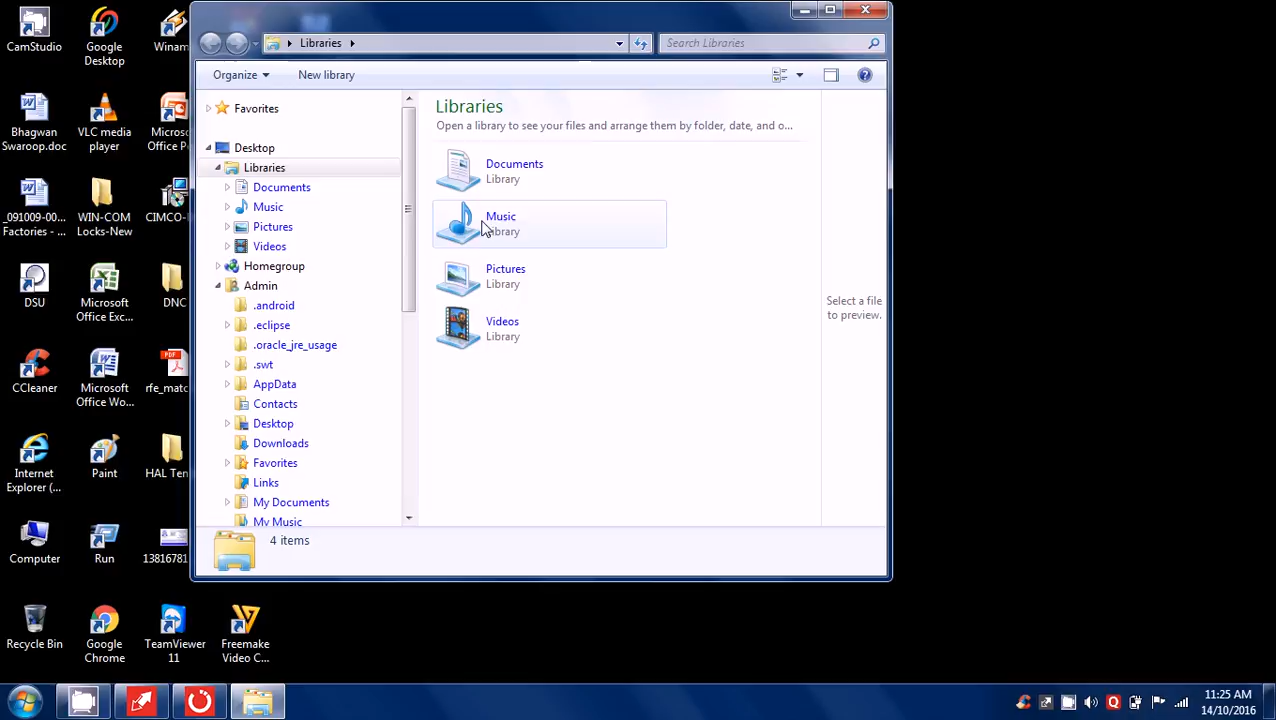 CamStudio
Google
Desktop
Winam
Bhagwan
Swaroop.doc
VLC media
player
Microso
Office P
_091009-00...
Factories - ...
WIN-COM
Locks-New
CIMCO-
DSU
Microsoft
Office Exc...
DNC
CCleaner
Microsoft
Office Wo...
rfe_matc
Internet
Explorer (...
Paint
HAL Ten
Computer
Run
13816781
Recycle Bin
Google
Chrome
TeamViewer
11
Freemake
Video C...
Libraries
Search Libraries
Organize
New library
Favorites
Desktop
Libraries
Documents
Music
Pictures
Videos
Homegroup
Admin
.android
.eclipse
.oracle_jre_usage
.swt
AppData
Contacts
Desktop
Downloads
Favorites
Links
My Documents
My Music
Libraries
Open a library to see your files and arrange them by folder, date, and o...
Documents
Library
Music
Library
Pictures
Library
Videos
Library
Select a file
to preview.
4 items
11:25 AM
14/10/2016